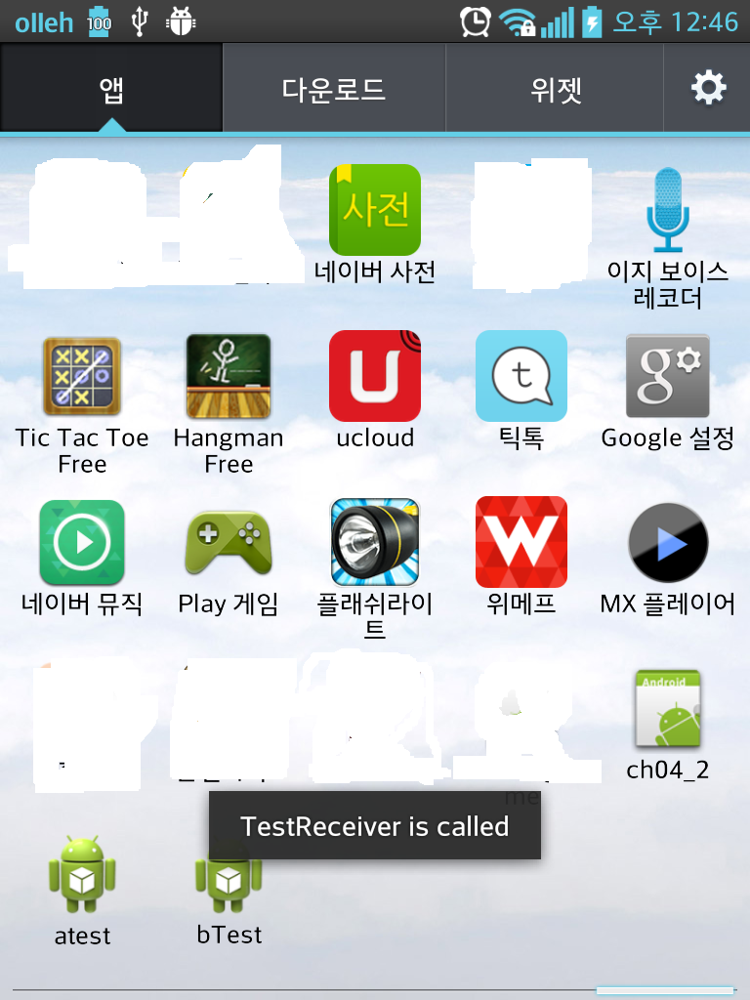 olleh 100 오후 12:46
앱 다운로드 위젯
사전
네이버 사전
이지 보이스
레코더
Tic Tac Toe
Free
Hangman
Free
ucloud
틱톡
Google 설정
네이버 뮤직
Play 게임
플래쉬라이
트
위메프
MX 플레이어
Android
ch04_2
me
TestReceiver is called
atest
bTest